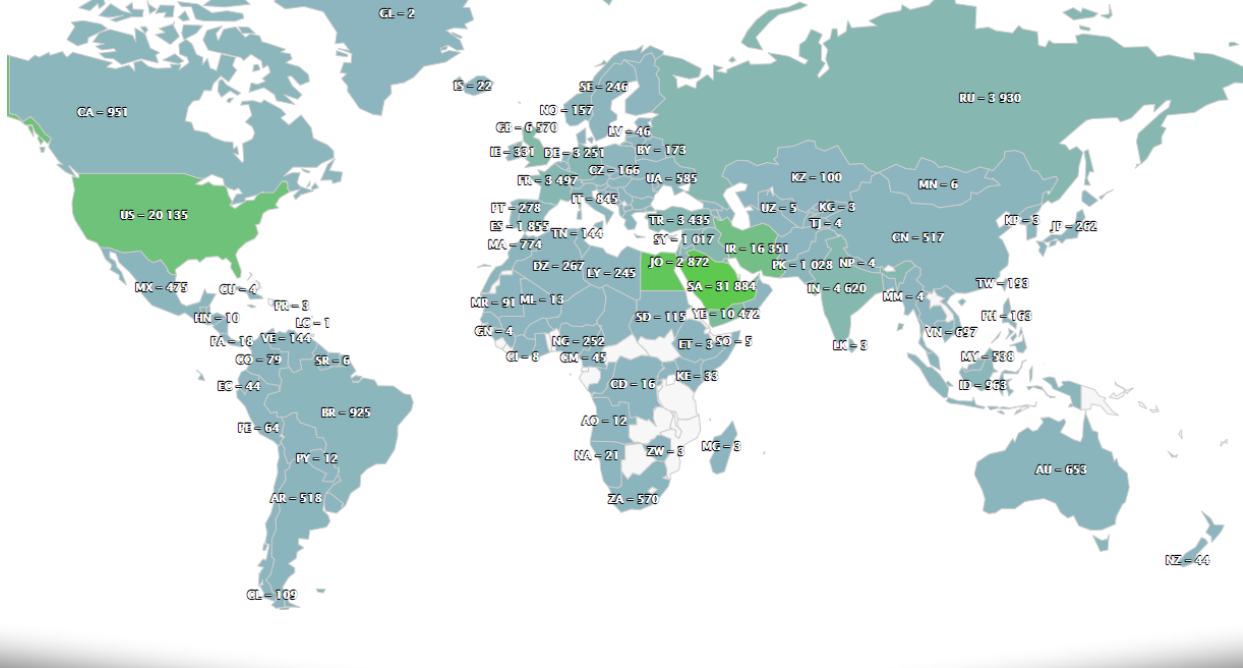 GL – 2
IS – 22
SE – 246
RU – 3 930
CA – 951
NO – 157
GB – 6 570
LV – 46
IE – 331
DE – 3 251
BY – 173
CZ – 166
FR – 3 497
UA – 585
KZ – 100
MN – 6
IT – 845
PT – 278
UZ – 5
KG – 3
US – 20 135
ES – 1 855
TR – 3 435
TJ – 4
KP – 3
JP – 262
TN – 144
SY – 1 017
CN – 517
MA – 774
IR – 16 351
JO – 2 872
PK – 1 028
NP – 4
DZ – 267
LY – 245
MX – 475
CU – 4
SA – 31 884
IN – 4 620
TW – 193
MR – 91
ML – 13
MM – 4
PR – 3
HN – 10
SD – 115
YE – 10 472
PH – 163
LC – 1
GN – 4
VN – 697
PA – 18
VE – 144
NG – 252
ET – 3
SO – 5
LK – 3
CO – 79
SR – 6
CI – 8
CM – 45
MY – 538
EC – 44
CD – 16
KE – 33
ID – 963
BR – 925
AO – 12
PE – 64
PY – 12
NA – 21
ZW – 3
MG – 3
AU – 653
AR – 518
ZA – 570
NZ – 44
CL – 109